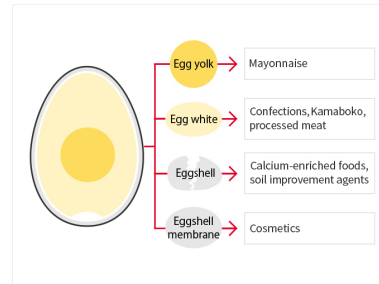 Egg yolk
Mayonnaise
Egg white
Confections, Kamaboko,
processed meat
Eggshell
Calcium-enriched foods,
soil improvement agents
Eggshell
membrane
Cosmetics